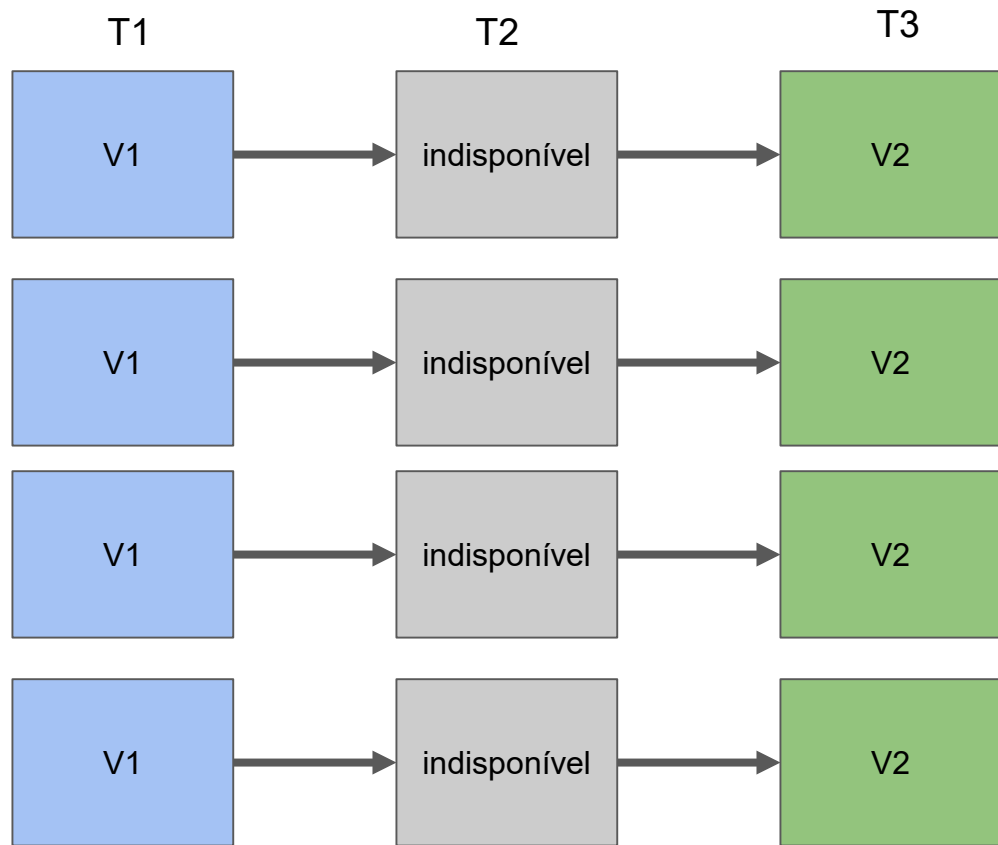 T1
T2
T3
V1
indisponível
V2
V1
indisponível
V2
V1
indisponível
V2
V1
indisponível
V2